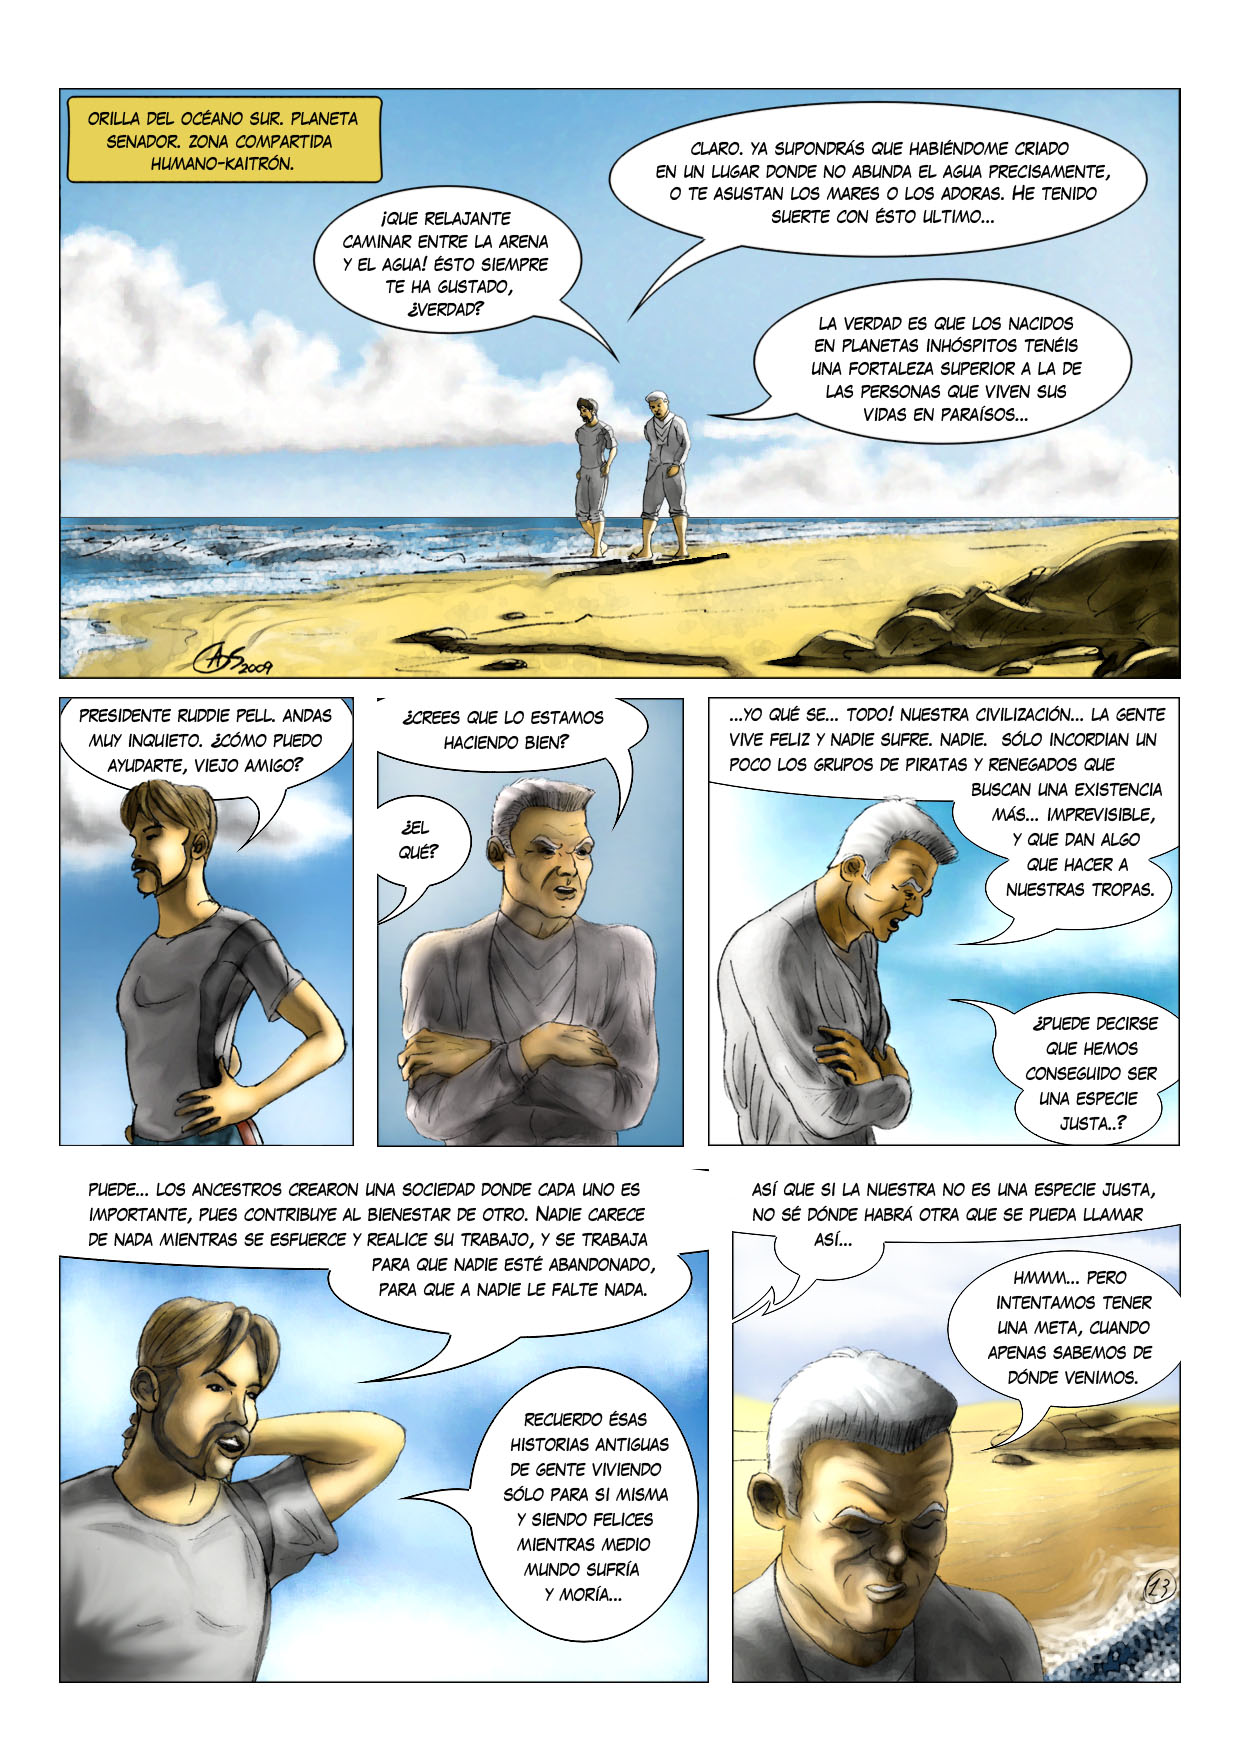 ORILLA DEL OCÉANO SUR. PLANETA
SENADOR. ZONA COMPARTIDA
HUMANO-KAITRÓN.
¡QUE RELAJANTE
CAMINAR ENTRE LA ARENA
Y EL AGUA! ÉSTO SIEMPRE
TE HA GUSTADO,
¿VERDAD?
CLARO. YA SUPONDRÁS QUE HABIÉNDOME CRIADO
EN UN LUGAR DONDE NO ABUNDA EL AGUA PRECISAMENTE,
O TE ASUSTAN LOS MARES O LOS ADORAS. HE TENIDO
SUERTE CON ÉSTO ULTIMO...
LA VERDAD ES QUE LOS NACIDOS
EN PLANETAS INHÓSPITOS TENÉIS
UNA FORTALEZA SUPERIOR A LA DE
LAS PERSONAS QUE VIVEN SUS
VIDAS EN PARAÍSOS...
ADS 2009
PRESIDENTE RUDDIE PELL. ANDAS
MUY INQUIETO. ¿CÓMO PUEDO
AYUDARTE, VIEJO AMIGO?
¿CREES QUE LO ESTAMOS
HACIENDO BIEN?
¿EL
QUÉ?
...YO QUÉ SE... TODO! NUESTRA CIVILIZACIÓN... LA GENTE
VIVE FELIZ Y NADIE SUFRE. NADIE. SÓLO INCORDIAN UN
POCO LOS GRUPOS DE PIRATAS Y RENEGADOS QUE
BUSCAN UNA EXISTENCIA
MÁS... IMPREVISIBLE,
Y QUE DAN ALGO
QUE HACER A
NUESTRAS TROPAS.
¿PUEDE DECIRSE
QUE HEMOS
CONSEGUIDO SER
UNA ESPECIE
JUSTA..?
PUEDE... LOS ANCESTROS CREARON UNA SOCIEDAD DONDE CADA UNO ES
IMPORTANTE, PUES CONTRIBUYE AL BIENESTAR DE OTRO. NADIE CARECE
DE NADA MIENTRAS SE ESFUERCE Y REALICE SU TRABAJO, Y SE TRABAJA
PARA QUE NADIE ESTÉ ABANDONADO,
PARA QUE A NADIE LE FALTE NADA.
RECUERDO ÉSAS
HISTORIAS ANTIGUAS
DE GENTE VIVIENDO
SÓLO PARA SI MISMA
Y SIENDO FELICES
MIENTRAS MEDIO
MUNDO SUFRÍA
Y MORÍA...
ASÍ QUE SI LA NUESTRA NO ES UNA ESPECIE JUSTA,
NO SÉ DÓNDE HABRÁ OTRA QUE SE PUEDA LLAMAR
ASÍ...
HMMM... PERO
INTENTAMOS TENER
UNA META, CUANDO
APENAS SABEMOS DE
DÓNDE VENIMOS.
13